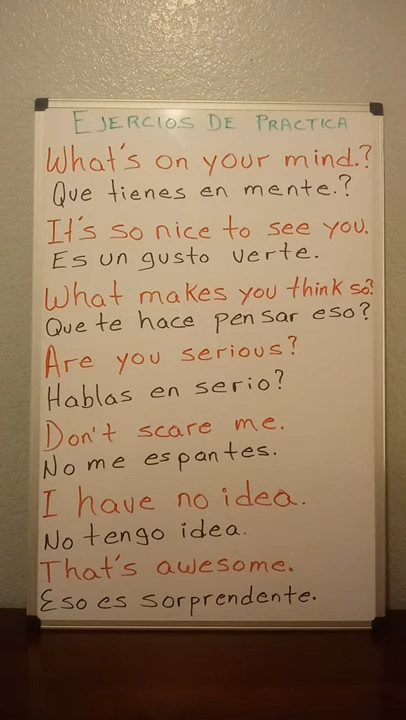 EJERCIOS DE PRACTICA
What's on your mind.?
Que tienes en mente.?
It's so nice to see you.
Es un gusto verte.
What makes you think so?
Que te hace pensar eso?
Are you serious?
Hablas en serio?
Don't scare me.
No me espantes.
I have no idea.
No tengo idea.
That's awesome.
Eso es sorprendente.